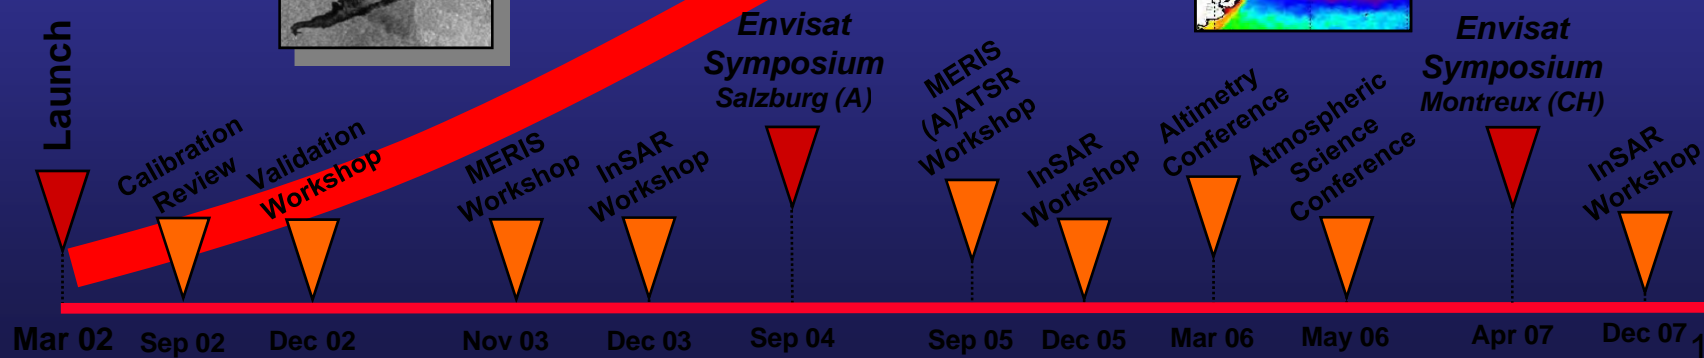 Launch
Calibration
Review
Validation
Workshop
MERIS
Workshop
InSAR
Workshop
Envisat
Symposium
Salzburg (A)
MERIS
(A)ATSR
Workshop
InSAR
Workshop
Altimetry
Conference
Atmospheric
Science
Conference
Envisat
Symposium
Montreux (CH)
InSAR
Workshop
Mar 02
Sep 02
Dec 02
Nov 03
Dec 03
Sep 04
Sep 05
Dec 05
Mar 06
May 06
Apr 07
Dec 07